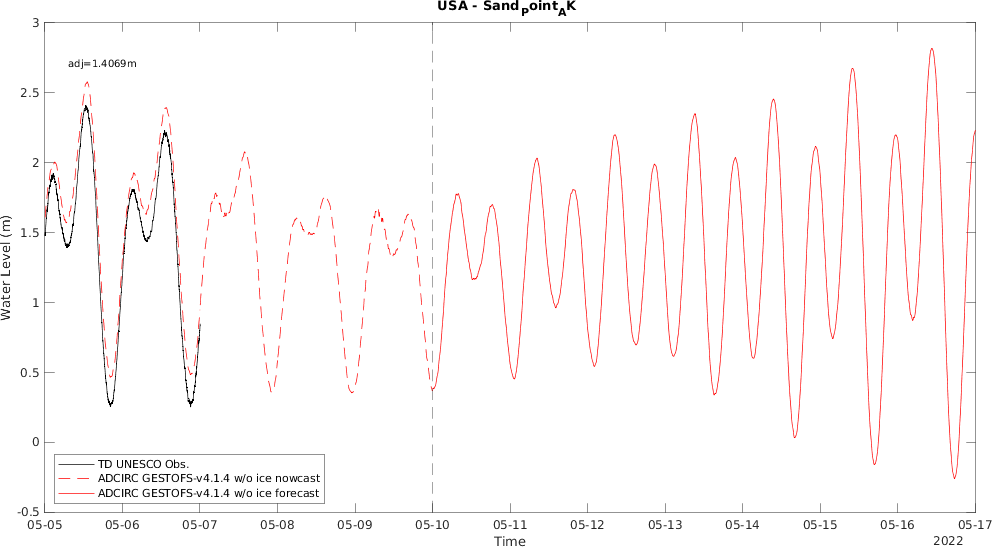 USA - Sand_Point_AK
adj=1.4069m
3
2.5
2
1.5
1
0.5
0
-0.5
Water Level (m)
TD UNESCO Obs.
ADCIRC GESTOFS-v4.1.4 w/o ice nowcast
ADCIRC GESTOFS-v4.1.4 w/o ice forecast
05-05 05-06 05-07 05-08 05-09 05-10 05-11 05-12 05-13 05-14 05-15 05-16 05-17
Time
2022